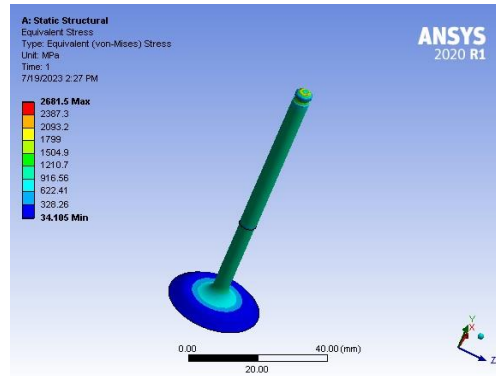 A: Static Structural
Equivalent Stress
Type: Equivalent (von-Mises) Stress
Unit: MPa
Time: 1
7/19/2023 2:27 PM
2681.5 Max
2387.3
2093.2
1799
1504.9
1210.7
916.56
622.41
328.26
34.105 Min
ANSYS
2020 R1
0.00
40.00 (mm)
20.00
Y
X
Z